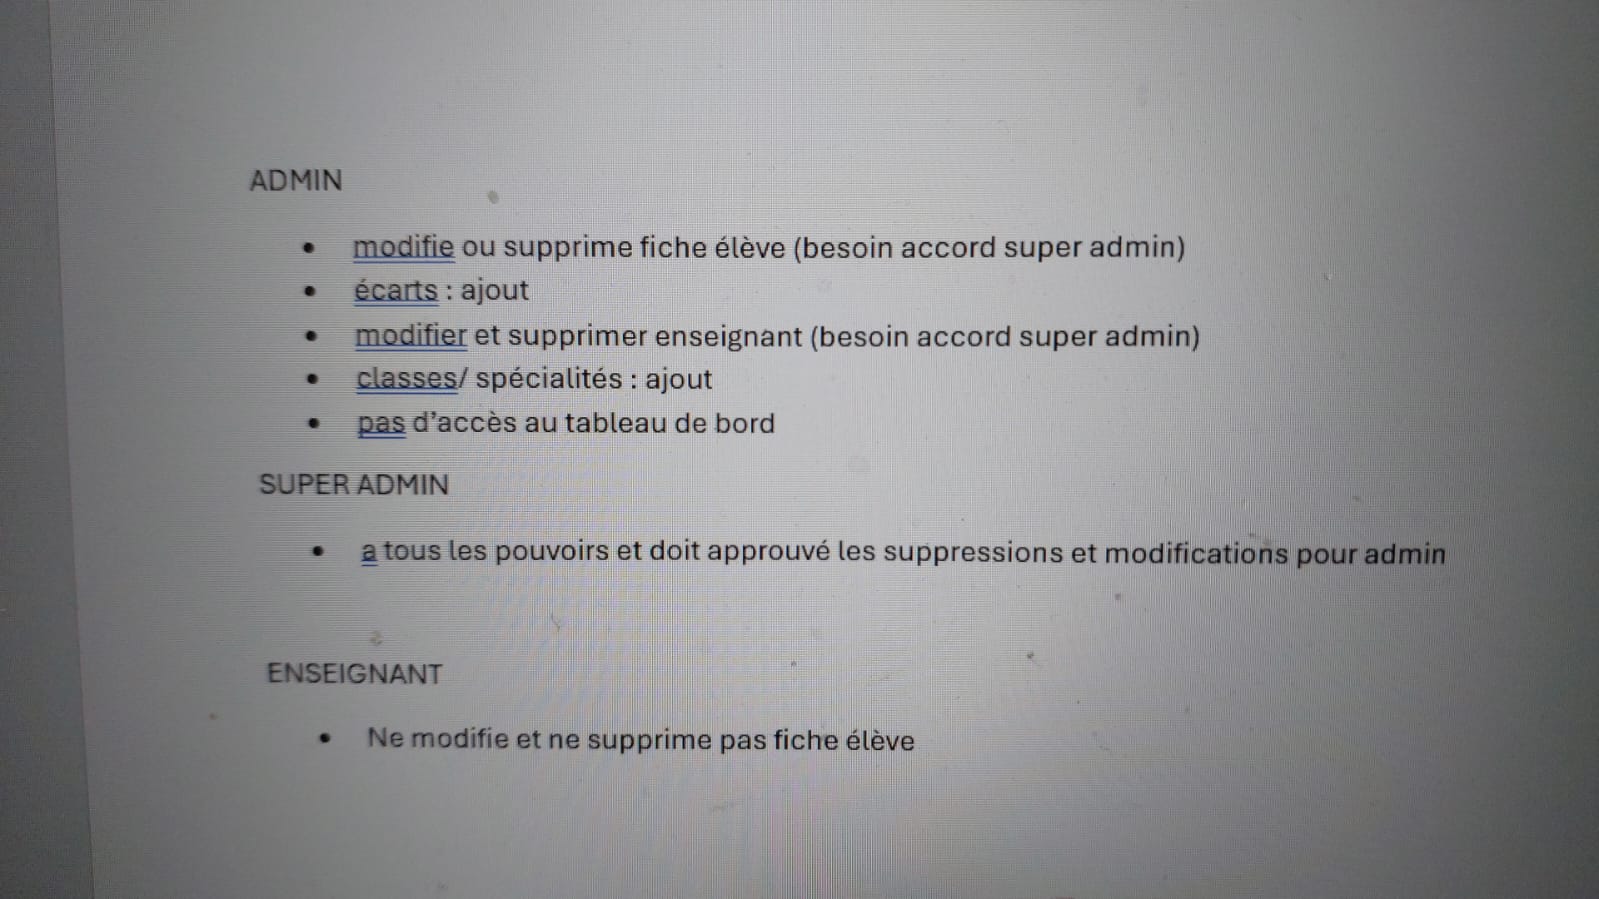 ADMIN
• modifie ou supprime fiche élève (besoin accord super admin)
• écarts : ajout
• modifier et supprimer enseignant (besoin accord super admin)
• classes/ spécialités : ajout
• pas d'accès au tableau de bord
SUPER ADMIN
• a tous les pouvoirs et doit approuvé les suppressions et modifications pour admin
ENSEIGNANT
• Ne modifie et ne supprime pas fiche élève